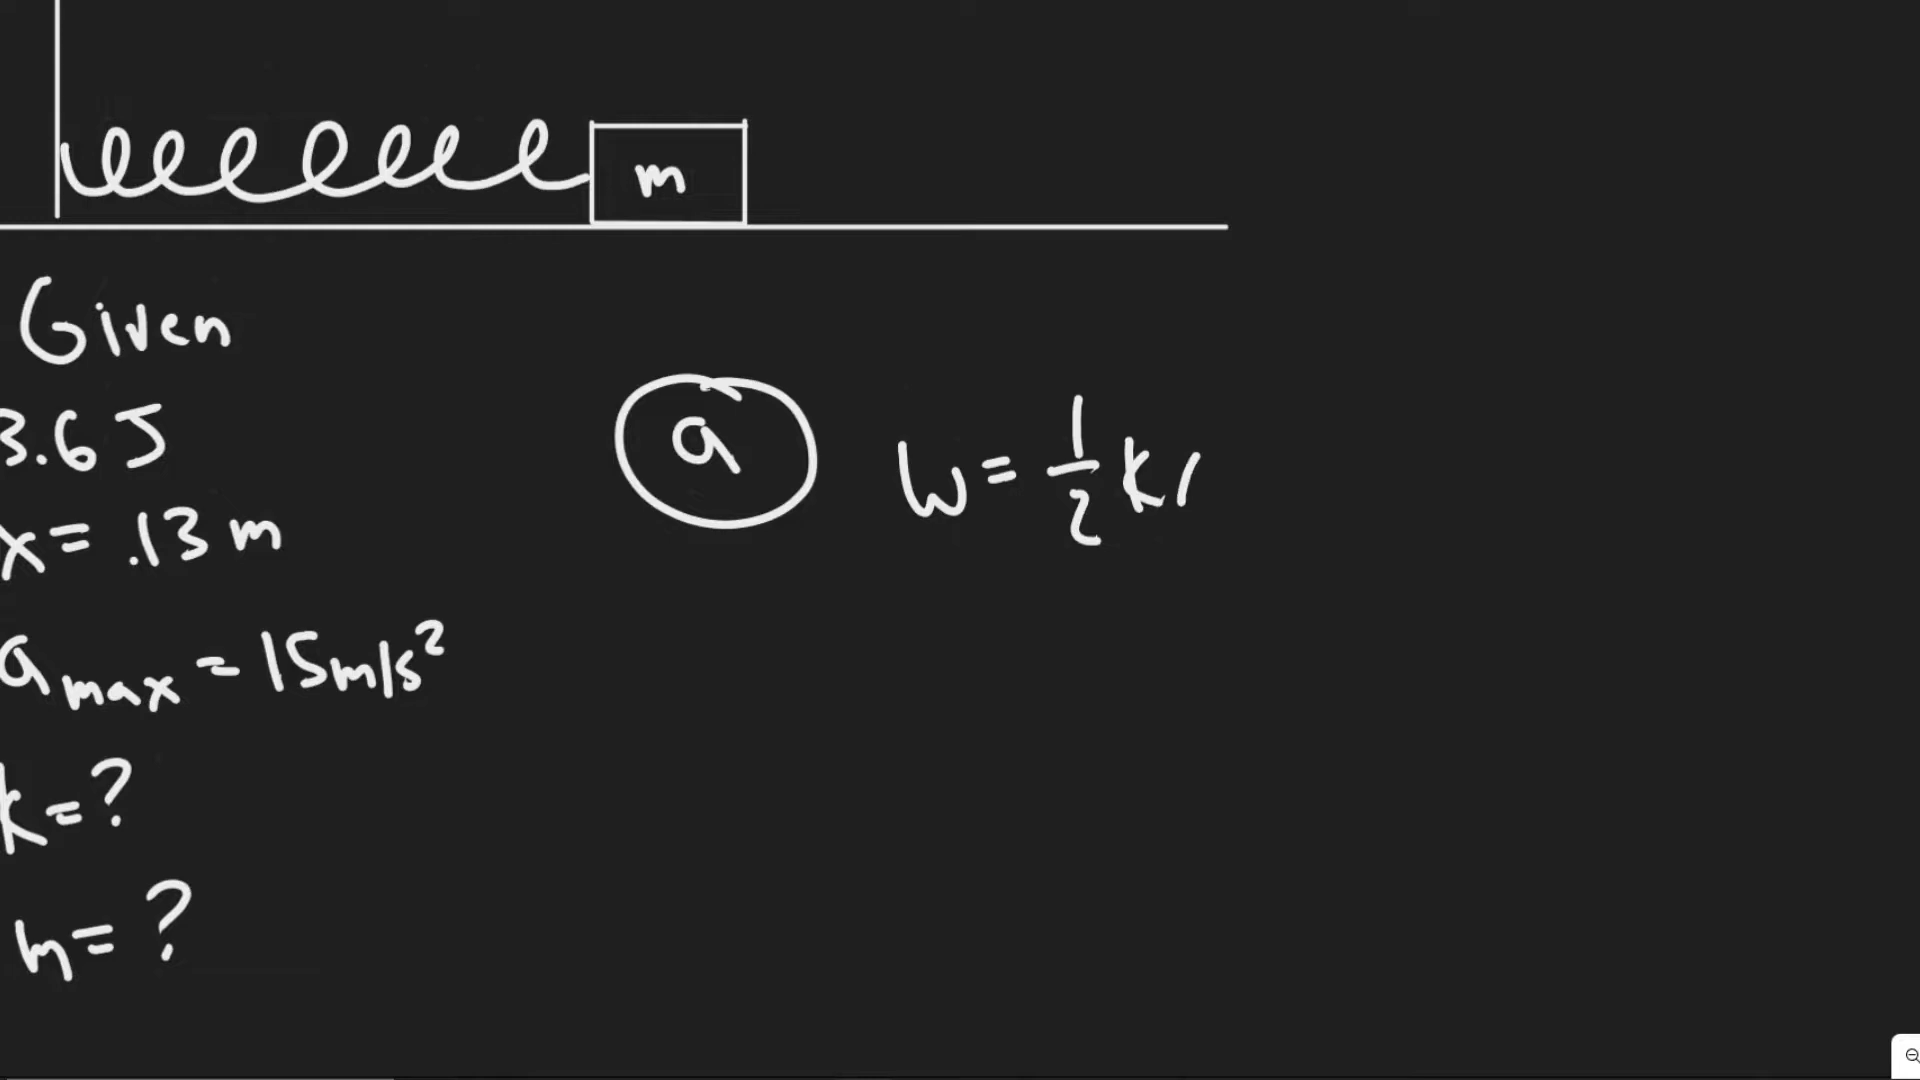 m
Given
3.6 J
x = .13 m
a max = 15 m/s²
k = ?
m = ?
a
W = 1/2 k